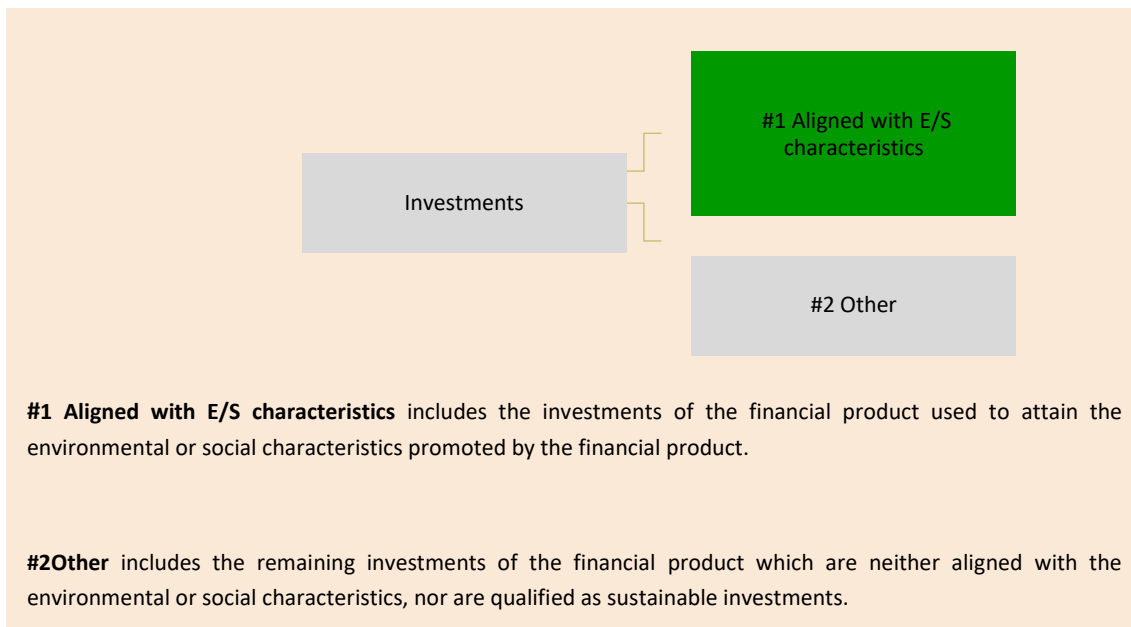 #1 Aligned with E/S
characteristics
Investments
#2 Other
#1 Aligned with E/S characteristics includes the investments of the financial product used to attain the
environmental or social characteristics promoted by the financial product.
#2Other includes the remaining investments of the financial product which are neither aligned with the
environmental or social characteristics, nor are qualified as sustainable investments.